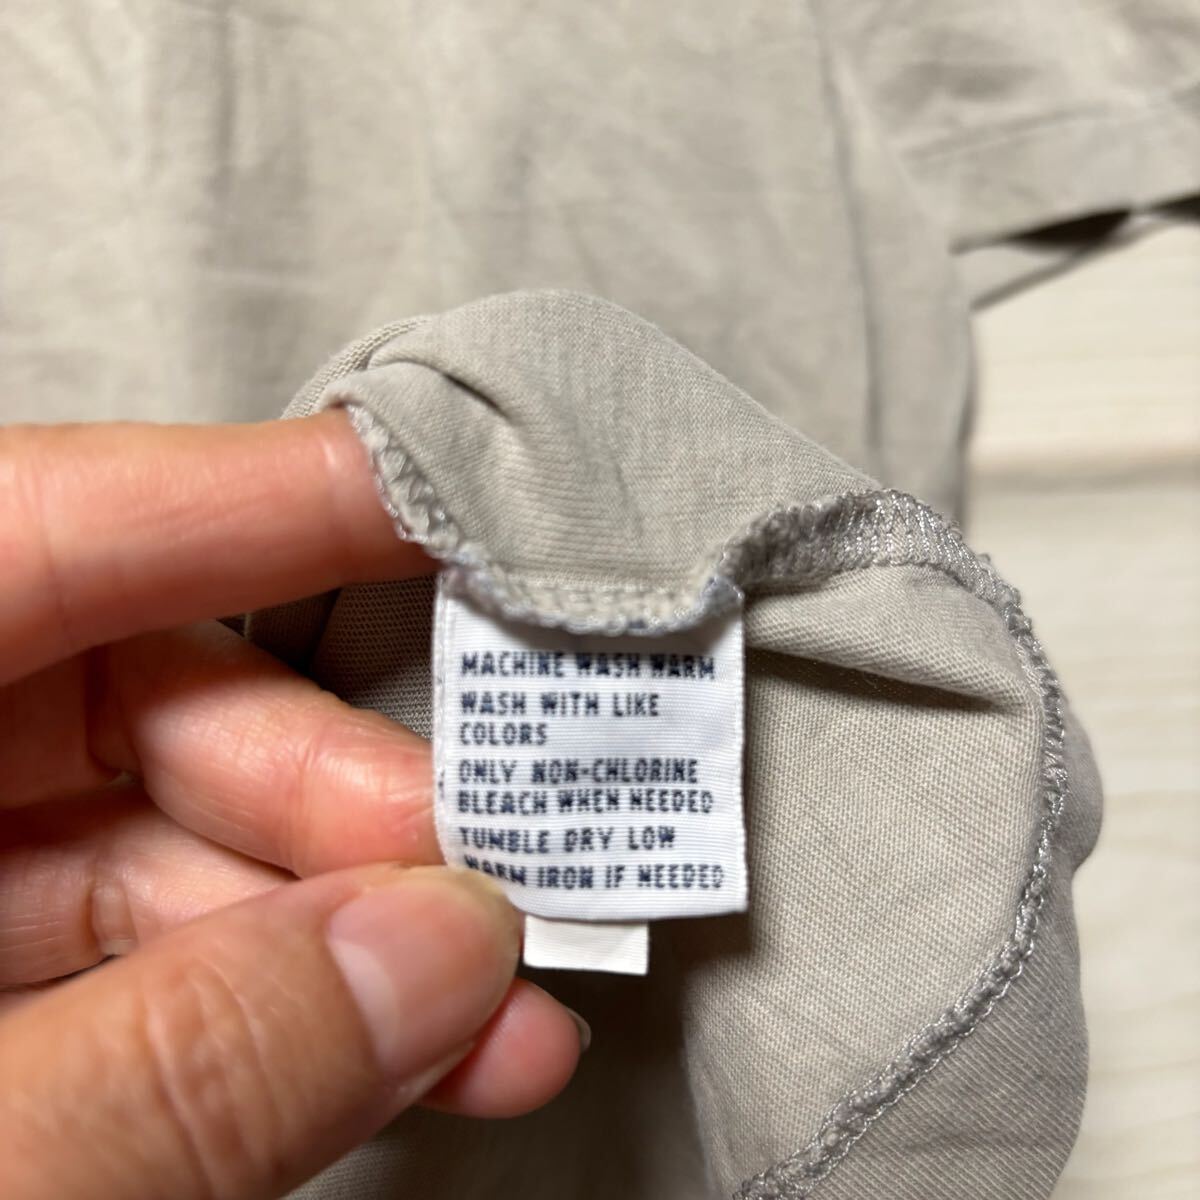 MACHINE WASH WARM
WASH WITH LIKE
COLORS
ONLY NON-CHLORINE
BLEACH WHEN NEEDED
TUMBLE DRY LOW
WARM IRON IF NEEDED